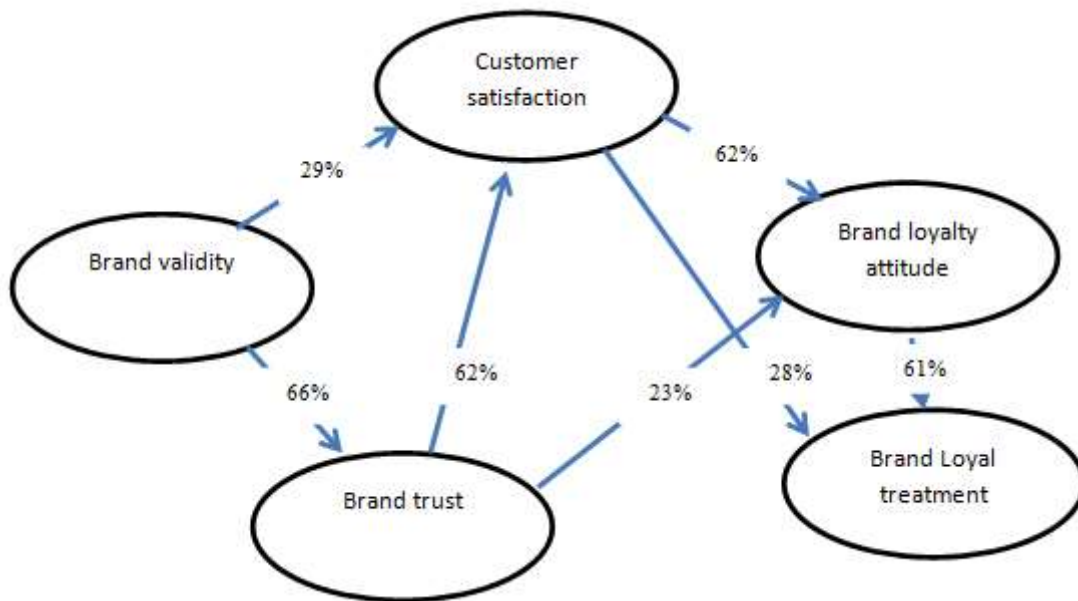 Customer
satisfaction
29%
62%
Brand validity
Brand loyalty
attitude
66%
62%
23%
28%
61%
Brand trust
Brand Loyal
treatment